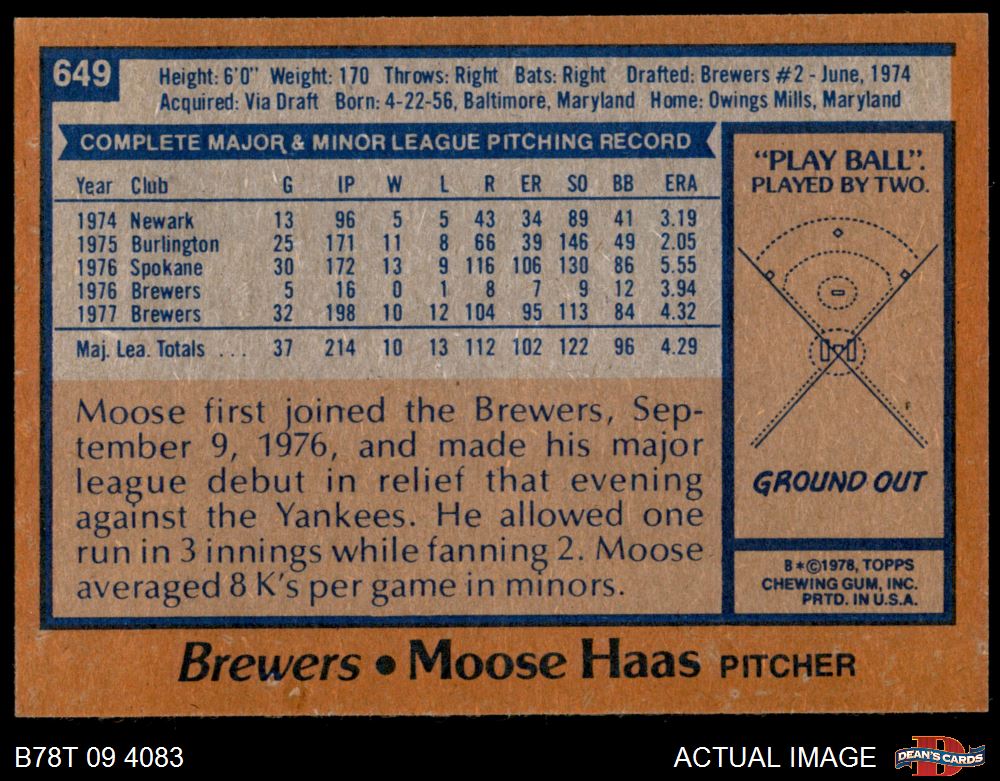 649
Height: 6'0" Weight: 170 Throws: Right Bats: Right Drafted: Brewers #2 - June, 1974
Acquired: Via Draft Born: 4-22-56, Baltimore, Maryland Home: Owings Mills, Maryland
COMPLETE MAJOR & MINOR LEAGUE PITCHING RECORD
Year Club G IP W L R ER SO BB ERA
1974 Newark 13 96 5 5 43 34 89 41 3.19
1975 Burlington 25 171 11 8 66 39 146 49 2.05
1976 Spokane 30 172 13 9 116 106 130 86 5.55
1976 Brewers 5 16 0 1 8 7 9 12 3.94
1977 Brewers 32 198 10 12 104 95 113 84 4.32
Maj. Lea. Totals ... 37 214 10 13 112 102 122 96 4.29
Moose first joined the Brewers, Sep-
tember 9, 1976, and made his major
league debut in relief that evening
against the Yankees. He allowed one
run in 3 innings while fanning 2. Moose
averaged 8 K's per game in minors.
"PLAY BALL".
PLAYED BY TWO.
GROUND OUT
B*©1978, TOPPS
CHEWING GUM, INC.
PRTD. IN U.S.A.
Brewers • Moose Haas PITCHER
B78T 09 4083
ACTUAL IMAGE
D
DEAN'S CARDS